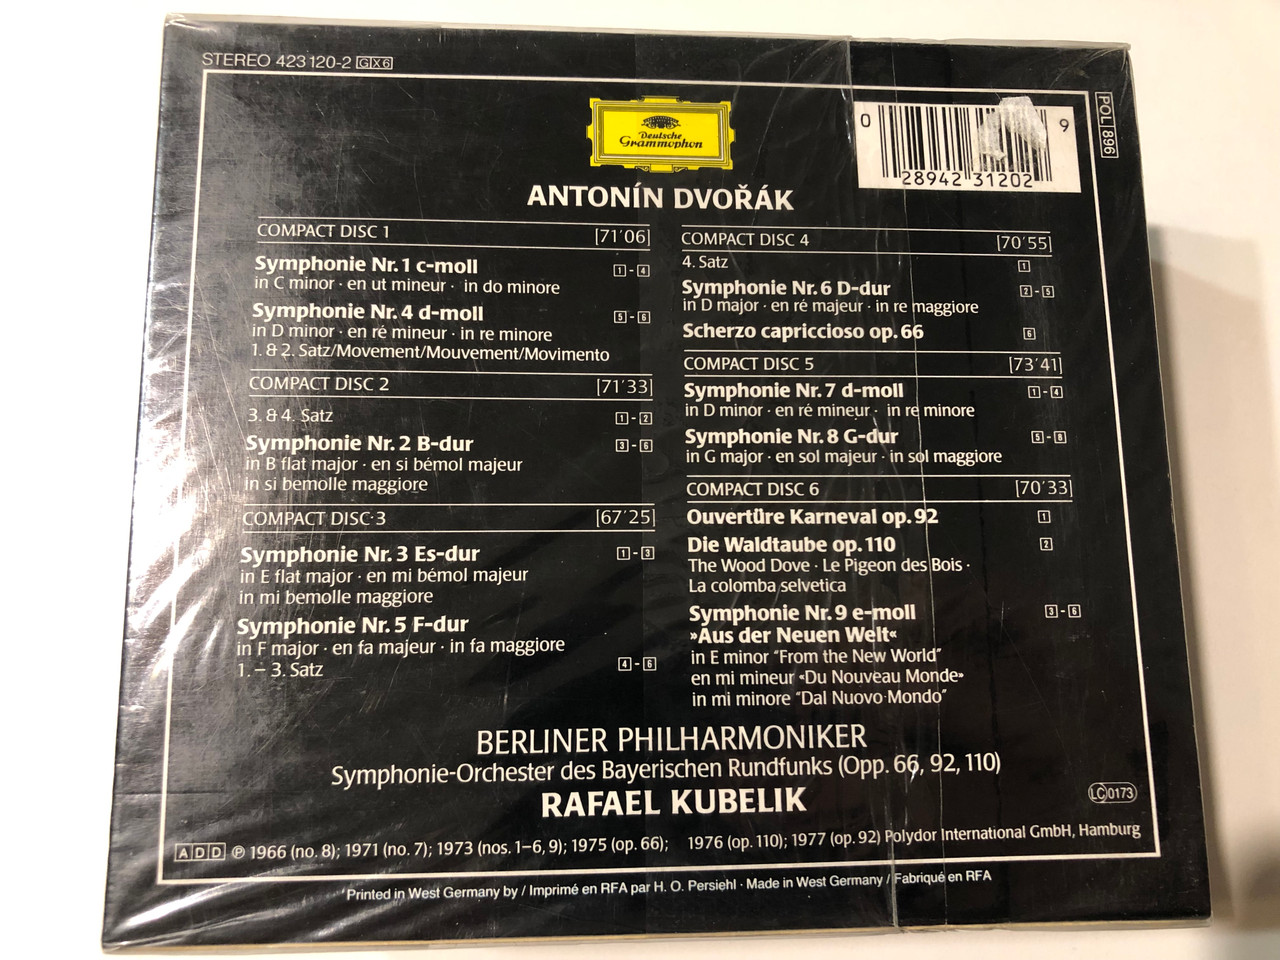 STEREO 423 120-2 GX6
POL 896
Deutsche
Grammophon
0 28942 31202 9
ANTONÍN DVOŘÁK
COMPACT DISC 1 [71'06]
Symphonie Nr. 1 c-moll 1 - 4
in C minor · en ut mineur · in do minore
Symphonie Nr. 4 d-moll 5 - 6
in D minor · en ré mineur · in re minore
1. & 2. Satz/Movement/Mouvement/Movimento
COMPACT DISC 2 [71'33]
3. & 4. Satz 1 - 2
Symphonie Nr. 2 B-dur 3 - 6
in B flat major · en si bémol majeur
in si bemolle maggiore
COMPACT DISC 3 [67'25]
Symphonie Nr. 3 Es-dur 1 - 3
in E flat major · en mi bémol majeur
in mi bemolle maggiore
Symphonie Nr. 5 F-dur
in F major · en fa majeur · in fa maggiore
1. – 3. Satz 4 - 6
COMPACT DISC 4 [70'55]
4. Satz 1
Symphonie Nr. 6 D-dur 2 - 5
in D major · en ré majeur · in re maggiore
Scherzo capriccioso op. 66 6
COMPACT DISC 5 [73'41]
Symphonie Nr. 7 d-moll 1 - 4
in D minor · en ré mineur · in re minore
Symphonie Nr. 8 G-dur 5 - 8
in G major · en sol majeur · in sol maggiore
COMPACT DISC 6 [70'33]
Ouvertüre Karneval op. 92 1
Die Waldtaube op. 110 2
The Wood Dove · Le Pigeon des Bois ·
La colomba selvetica
Symphonie Nr. 9 e-moll 3 - 6
»Aus der Neuen Welt«
in E minor "From the New World"
en mi mineur «Du Nouveau Monde»
in mi minore "Dal Nuovo Mondo"
BERLINER PHILHARMONIKER
Symphonie-Orchester des Bayerischen Rundfunks (Opp. 66, 92, 110)
RAFAEL KUBELIK
LC 0173
ADD ℗ 1966 (no. 8); 1971 (no. 7); 1973 (nos. 1–6, 9); 1975 (op. 66); 1976 (op. 110); 1977 (op. 92) Polydor International GmbH, Hamburg
Printed in West Germany by / Imprimé en RFA par H. O. Persiehl · Made in West Germany / Fabriqué en RFA